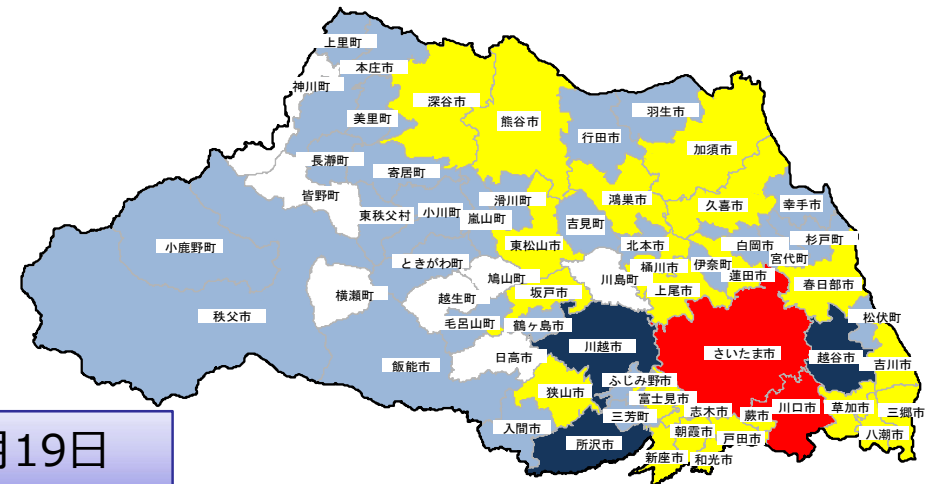 上里町
本庄市
神川町
深谷市
美里町
熊谷市
羽生市
行田市
加須市
長瀞町
寄居町
皆野町
滑川町
鴻巣市
久喜市
幸手市
東秩父村
小川町
嵐山町
吉見町
小鹿野町
東松山市
北本市
白岡市
杉戸町
ときがわ町
桶川市
伊奈町
宮代町
鳩山町
川島町
蓮田市
横瀬町
越生町
坂戸市
上尾市
春日部市
秩父市
毛呂山町
鶴ヶ島市
松伏町
川越市
さいたま市
越谷市
日高市
飯能市
吉川市
ふじみ野市
狭山市
富士見市
三芳町
志木市
蕨市
川口市
草加市
三郷市
入間市
朝霞市
戸田市
八潮市
所沢市
新座市
和光市
月19日